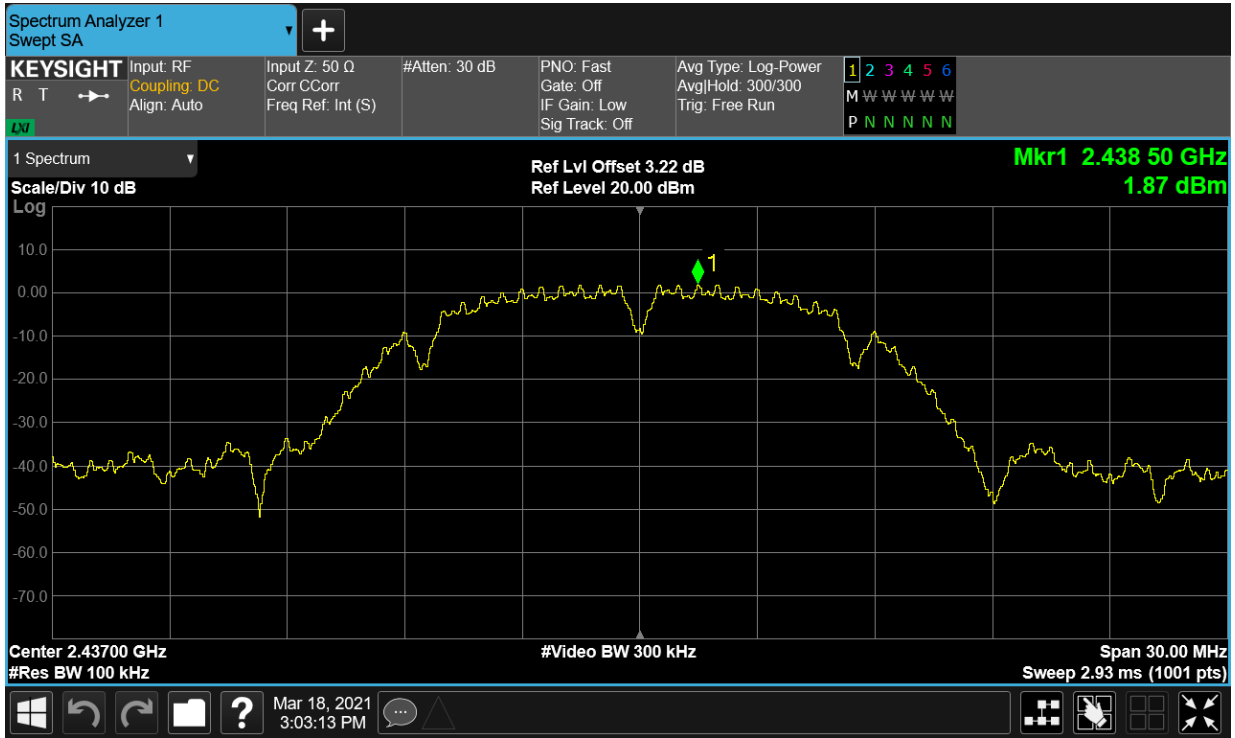 Spectrum Analyzer 1
Swept SA
+
KEYSIGHT
R T
LXI
Input: RF
Coupling: DC
Align: Auto
Input Z: 50 Ω
Corr CCorr
Freq Ref: Int (S)
#Atten: 30 dB
PNO: Fast
Gate: Off
IF Gain: Low
Sig Track: Off
Avg Type: Log-Power
Avg|Hold: 300/300
Trig: Free Run
1 2 3 4 5 6
M W W W W W
P N N N N N
1 Spectrum
Scale/Div 10 dB
Log
Ref Lvl Offset 3.22 dB
Ref Level 20.00 dBm
Mkr1 2.438 50 GHz
1.87 dBm
1
10.0
0.00
-10.0
-20.0
-30.0
-40.0
-50.0
-60.0
-70.0
Center 2.43700 GHz
#Res BW 100 kHz
#Video BW 300 kHz
Span 30.00 MHz
Sweep 2.93 ms (1001 pts)
?
Mar 18, 2021
3:03:13 PM